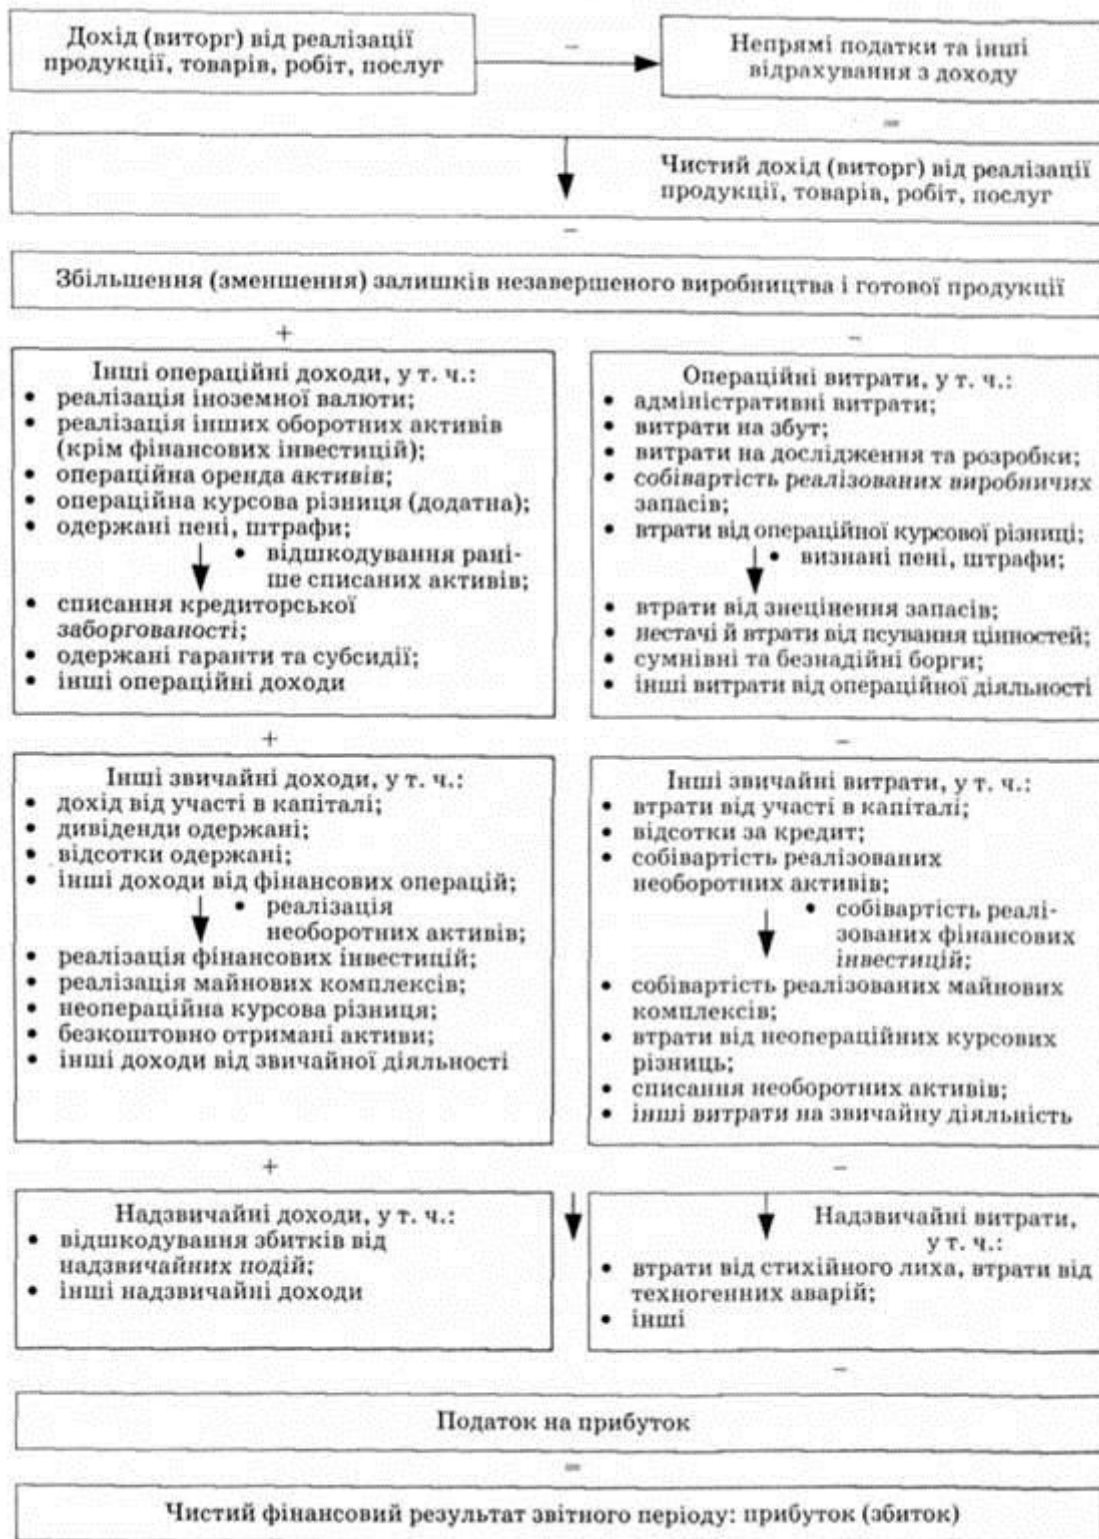 Дохід (виторг) від реалізації
продукції, товарів, робіт, послуг
–
Непрямі податки та інші
відрахування з доходу
=
Чистий дохід (виторг) від реалізації
продукції, товарів, робіт, послуг
–
Збільшення (зменшення) залишків незавершеного виробництва і готової продукції
+
Інші операційні доходи, у т. ч.:
• реалізація іноземної валюти;
• реалізація інших оборотних активів
(крім фінансових інвестицій);
• операційна оренда активів;
• операційна курсова різниця (додатна);
• одержані пені, штрафи;
• відшкодування рані-
ше списаних активів;
• списання кредиторської
заборгованості;
• одержані гаранти та субсидії;
• інші операційні доходи
–
Операційні витрати, у т. ч.:
• адміністративні витрати;
• витрати на збут;
• витрати на дослідження та розробки;
• собівартість реалізованих виробничих
запасів;
• втрати від операційної курсової різниці;
• визнані пені, штрафи;
• втрати від знецінення запасів;
• нестачі й втрати від псування цінностей;
• сумнівні та безнадійні борги;
• інші витрати від операційної діяльності
+
Інші звичайні доходи, у т. ч.:
• дохід від участі в капіталі;
• дивіденди одержані;
• відсотки одержані;
• інші доходи від фінансових операцій;
• реалізація
необоротних активів;
• реалізація фінансових інвестицій;
• реалізація майнових комплексів;
• неопераційна курсова різниця;
• безкоштовно отримані активи;
• інші доходи від звичайної діяльності
–
Інші звичайні витрати, у т. ч.:
• втрати від участі в капіталі;
• відсотки за кредит;
• собівартість реалізованих
необоротних активів;
• собівартість реалі-
зованих фінансових
інвестицій;
• собівартість реалізованих майнових
комплексів;
• втрати від неопераційних курсових
різниць;
• списання необоротних активів;
• інші витрати на звичайну діяльність
+
Надзвичайні доходи, у т. ч.:
• відшкодування збитків від
надзвичайних подій;
• інші надзвичайні доходи
–
Надзвичайні витрати,
у т. ч.:
• втрати від стихійного лиха, втрати від
техногенних аварій;
• інші
–
Податок на прибуток
=
Чистий фінансовий результат звітного періоду: прибуток (збиток)